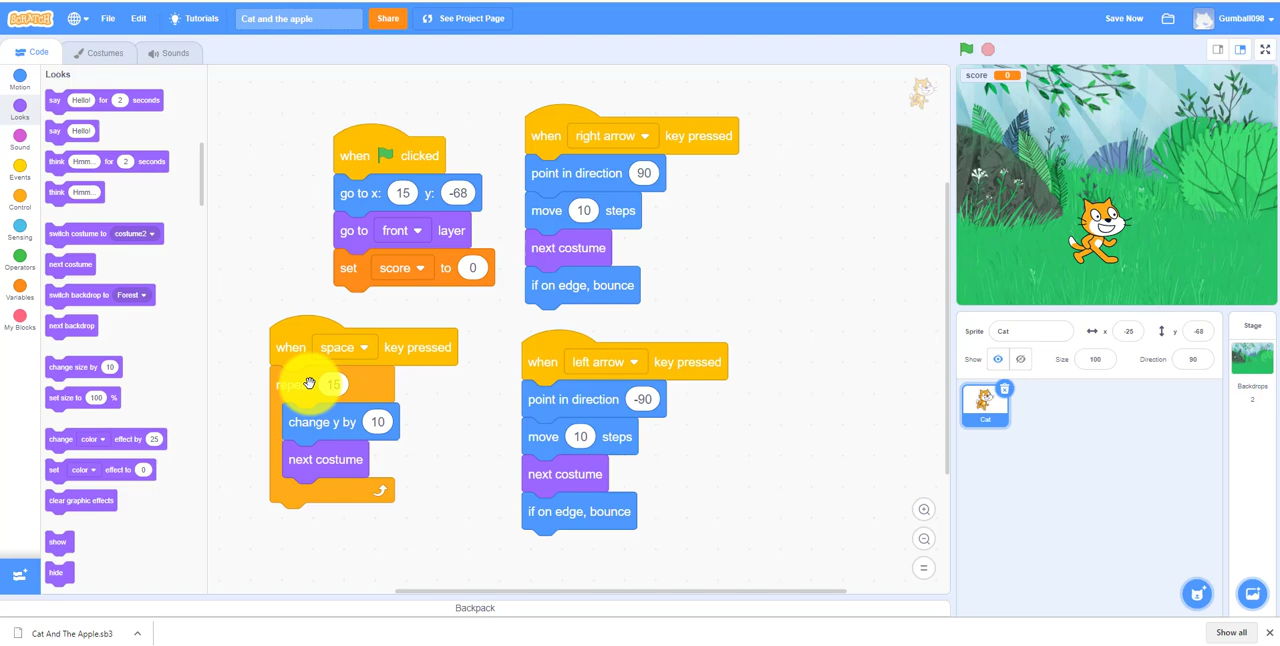 SCRATCH File Edit Tutorials Cat and the apple Share See Project Page Save Now Gumball098
Code Costumes Sounds
Motion
Looks
Sound
Events
Control
Sensing
Operators
Variables
My Blocks
Looks
say Hello! for 2 seconds
say Hello!
think Hmm... for 2 seconds
think Hmm...
switch costume to costume2
next costume
switch backdrop to Forest
next backdrop
change size by 10
set size to 100 %
change color effect by 25
set color effect to 0
clear graphic effects
show
hide
when clicked
go to x: 15 y: -68
go to front layer
set score to 0
when space key pressed
repeat 15
change y by 10
next costume
when right arrow key pressed
point in direction 90
move 10 steps
next costume
if on edge, bounce
when left arrow key pressed
point in direction -90
move 10 steps
next costume
if on edge, bounce
score 0
Sprite Cat x -25 y -68
Show Size 100 Direction 90
Cat
Stage
Backdrops
2
Backpack
Cat And The Apple.sb3
Show all